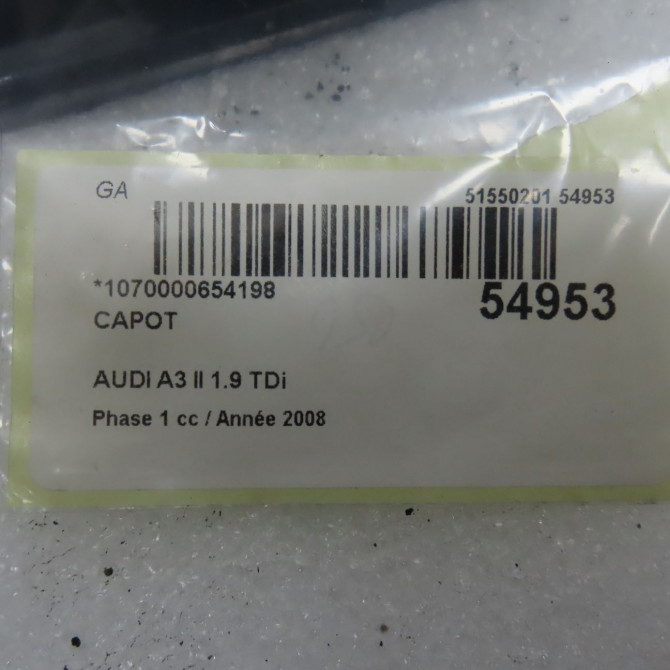 GA
51550201 54953
*1070000654198
54953
CAPOT
AUDI A3 II 1.9 TDi
Phase 1 cc / Année 2008